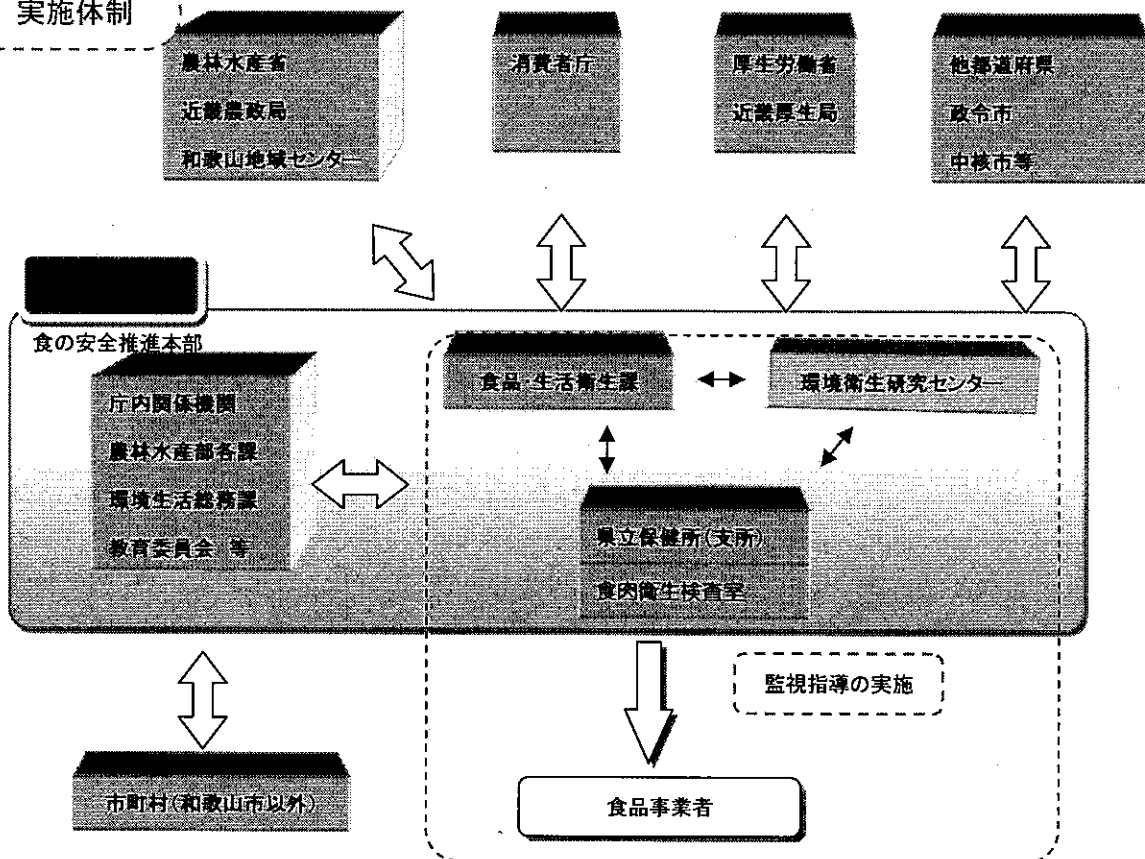 実施体制
農林水産省
近畿農政局
和歌山地域センター
消費者庁
厚生労働省
近畿厚生局
他都道府県
政令市
中核市等
食の安全推進本部
庁内関係機関
農林水産部各課
環境生活総務課
教育委員会 等
食品・生活衛生課
環境衛生研究センター
県立保健所(支所)
食肉衛生検査室
監視指導の実施
市町村(和歌山市以外)
食品事業者